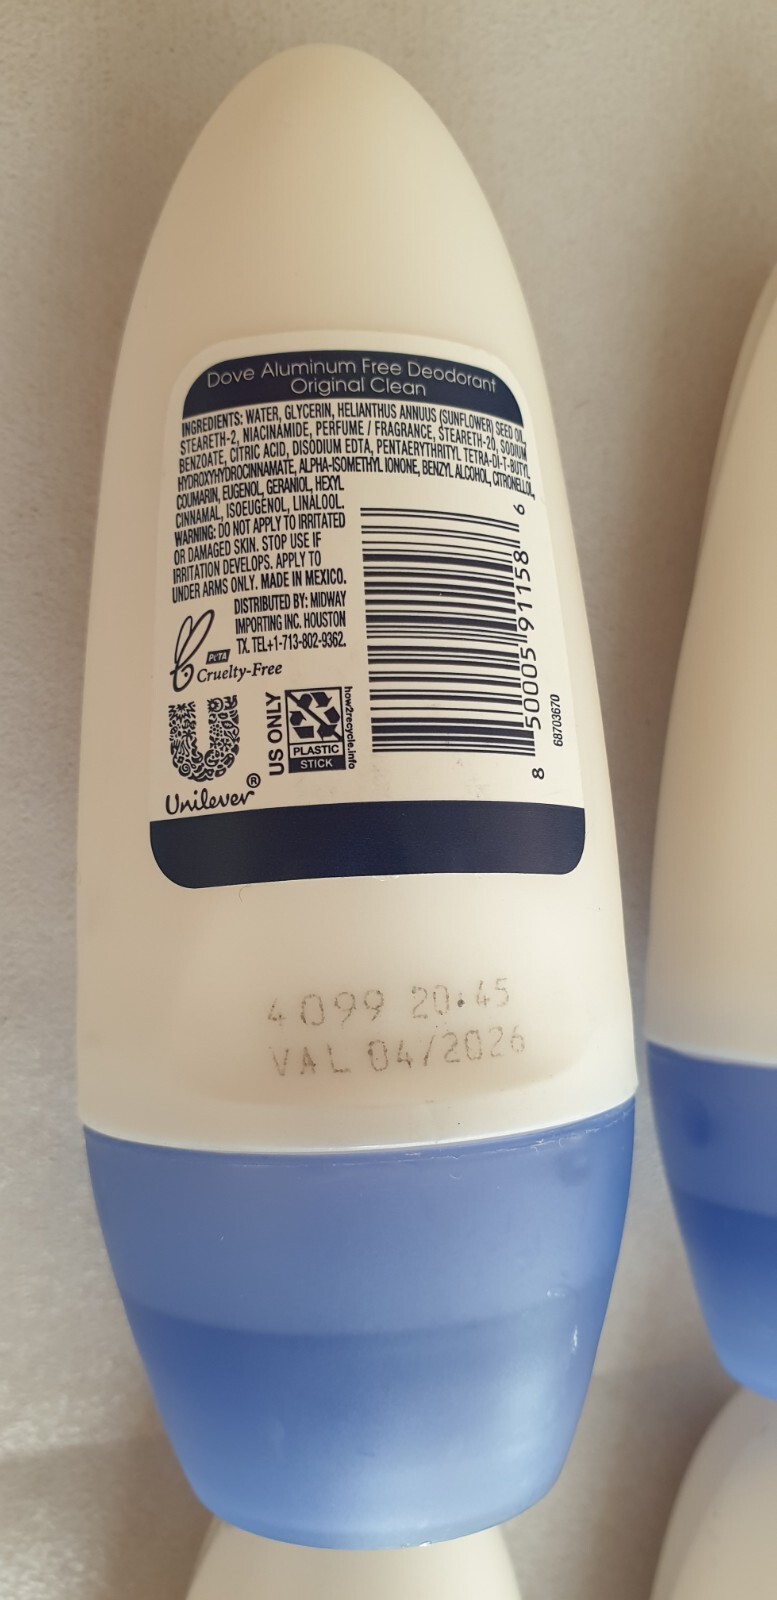 Dove Aluminum Free Deodorant
Original Clean
INGREDIENTS: WATER, GLYCERIN, HELIANTHUS ANNUUS (SUNFLOWER) SEED OIL,
STEARETH-2, NIACINAMIDE, PERFUME / FRAGRANCE, STEARETH-20, SODIUM
BENZOATE, CITRIC ACID, DISODIUM EDTA, PENTAERYTHRITYL TETRA-DI-T-BUTYL
HYDROXYHYDROCINNAMATE, ALPHA-ISOMETHYL IONONE, BENZYL ALCOHOL, CITRONELLOL,
COUMARIN, EUGENOL, GERANIOL, HEXYL
CINNAMAL, ISOEUGENOL, LINALOOL.
WARNING: DO NOT APPLY TO IRRITATED
OR DAMAGED SKIN. STOP USE IF
IRRITATION DEVELOPS. APPLY TO
UNDER ARMS ONLY. MADE IN MEXICO.
DISTRIBUTED BY: MIDWAY
IMPORTING INC. HOUSTON
TX. TEL+1-713-802-9362.
PETA
Cruelty-Free
US ONLY
PLASTIC
STICK
how2recycle.info
Unilever®
8 50005 91158 6
68703670
4099 20:45
VAL 04/2026